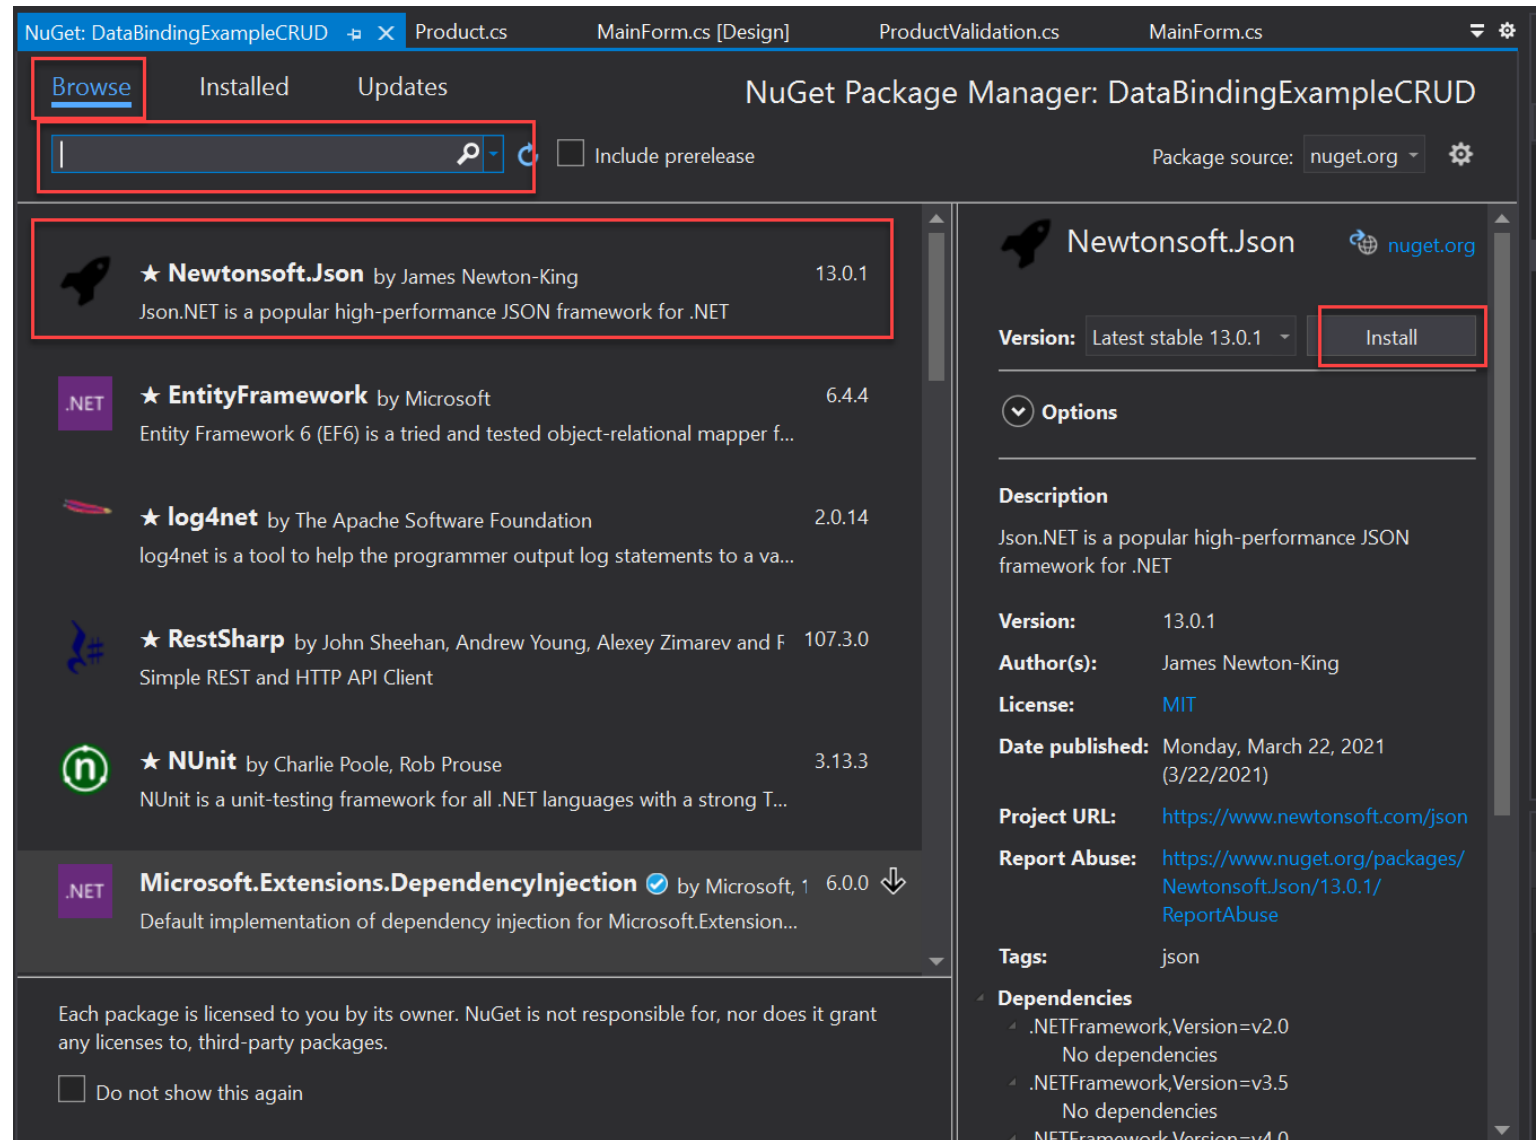 NuGet: DataBindingExampleCRUD
Product.cs
MainForm.cs [Design]
ProductValidation.cs
MainForm.cs
Browse
Installed
Updates
NuGet Package Manager: DataBindingExampleCRUD
Include prerelease
Package source: nuget.org
Newtonsoft.Json by James Newton-King 13.0.1
Json.NET is a popular high-performance JSON framework for .NET
.NET
EntityFramework by Microsoft 6.4.4
Entity Framework 6 (EF6) is a tried and tested object-relational mapper f...
log4net by The Apache Software Foundation 2.0.14
log4net is a tool to help the programmer output log statements to a va...
RestSharp by John Sheehan, Andrew Young, Alexey Zimarev and 107.3.0
Simple REST and HTTP API Client
n
NUnit by Charlie Poole, Rob Prouse 3.13.3
NUnit is a unit-testing framework for all .NET languages with a strong T...
.NET
Microsoft.Extensions.DependencyInjection by Microsoft, 6.0.0
Default implementation of dependency injection for Microsoft.Extension...
Each package is licensed to you by its owner. NuGet is not responsible for, nor does it grant
any licenses to, third-party packages.
Do not show this again
Newtonsoft.Json
nuget.org
Version: Latest stable 13.0.1
Install
Options
Description
Json.NET is a popular high-performance JSON
framework for .NET
Version: 13.0.1
Author(s): James Newton-King
License: MIT
Date published: Monday, March 22, 2021
(3/22/2021)
Project URL: https://www.newtonsoft.com/json
Report Abuse: https://www.nuget.org/packages/
Newtonsoft.Json/13.0.1/
ReportAbuse
Tags: json
Dependencies
.NETFramework,Version=v2.0
No dependencies
.NETFramework,Version=v3.5
No dependencies
.NETFramework,Version=v4.0